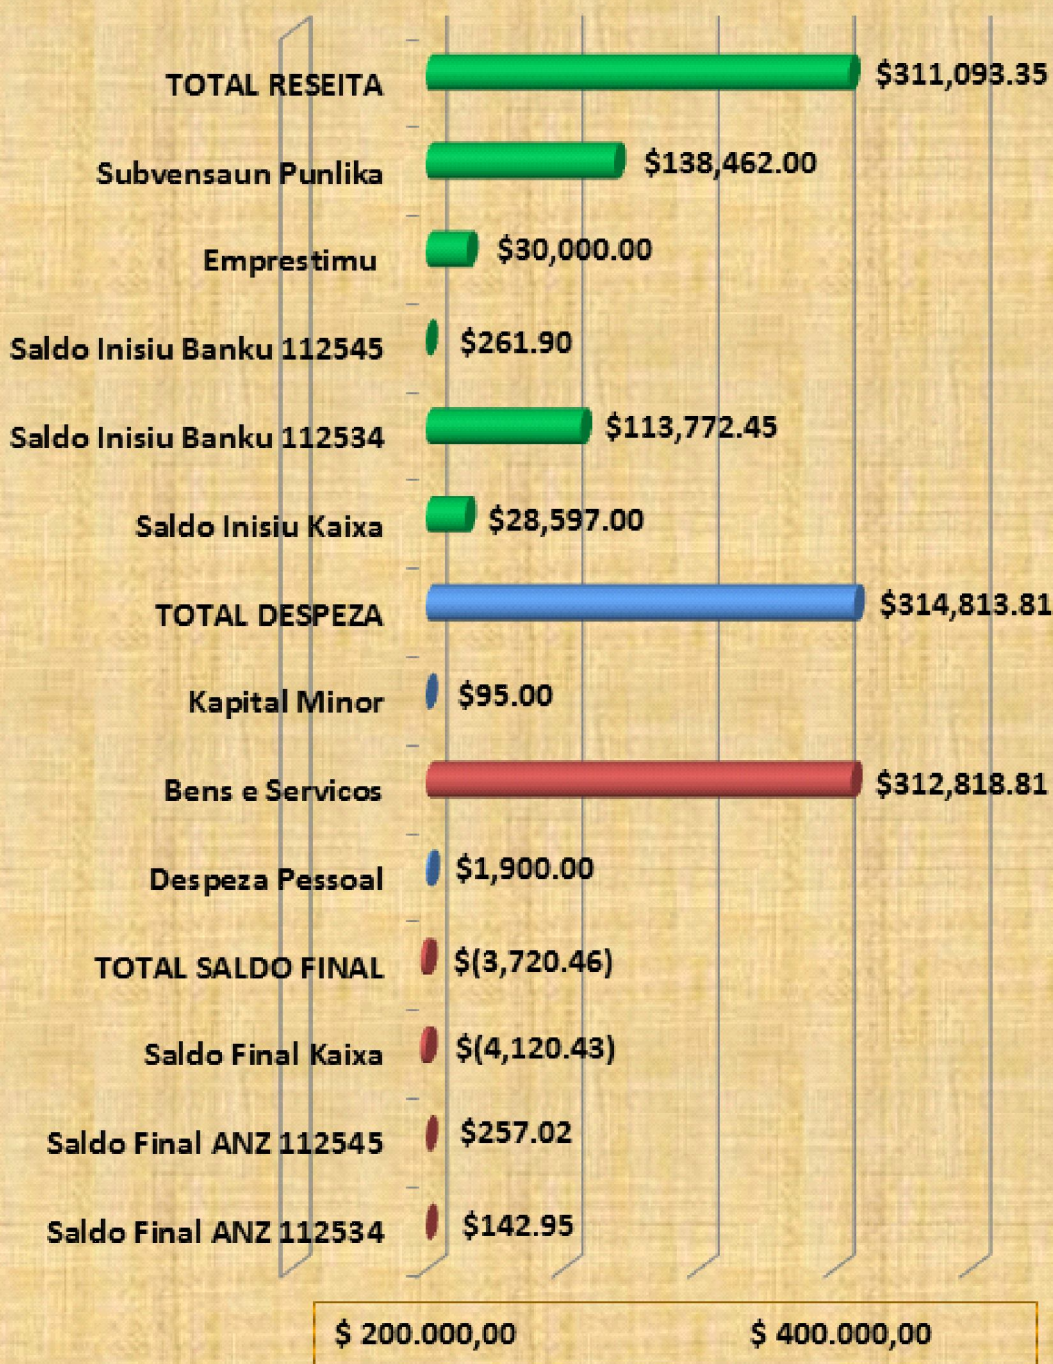 TOTAL RESEITA $311,093.35
Subvensaun Punlika $138,462.00
Emprestimu $30,000.00
Saldo Inisiu Banku 112545 $261.90
Saldo Inisiu Banku 112534 $113,772.45
Saldo Inisiu Kaixa $28,597.00
TOTAL DESPEZA $314,813.81
Kapital Minor $95.00
Bens e Servicos $312,818.81
Despeza Pessoal $1,900.00
TOTAL SALDO FINAL $(3,720.46)
Saldo Final Kaixa $(4,120.43)
Saldo Final ANZ 112545 $257.02
Saldo Final ANZ 112534 $142.95
$ 200.000,00 $ 400.000,00